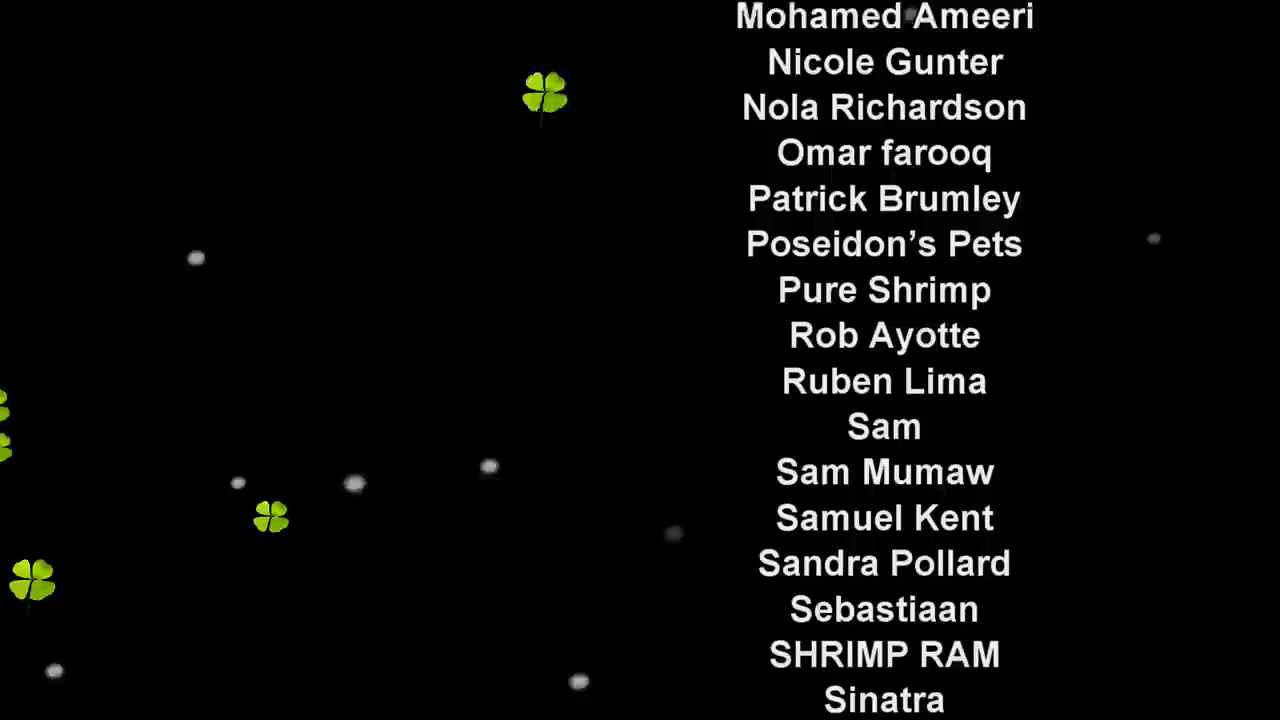 Mohamed Ameeri
Nicole Gunter
Nola Richardson
Omar farooq
Patrick Brumley
Poseidon’s Pets
Pure Shrimp
Rob Ayotte
Ruben Lima
Sam
Sam Mumaw
Samuel Kent
Sandra Pollard
Sebastiaan
SHRIMP RAM
Sinatra